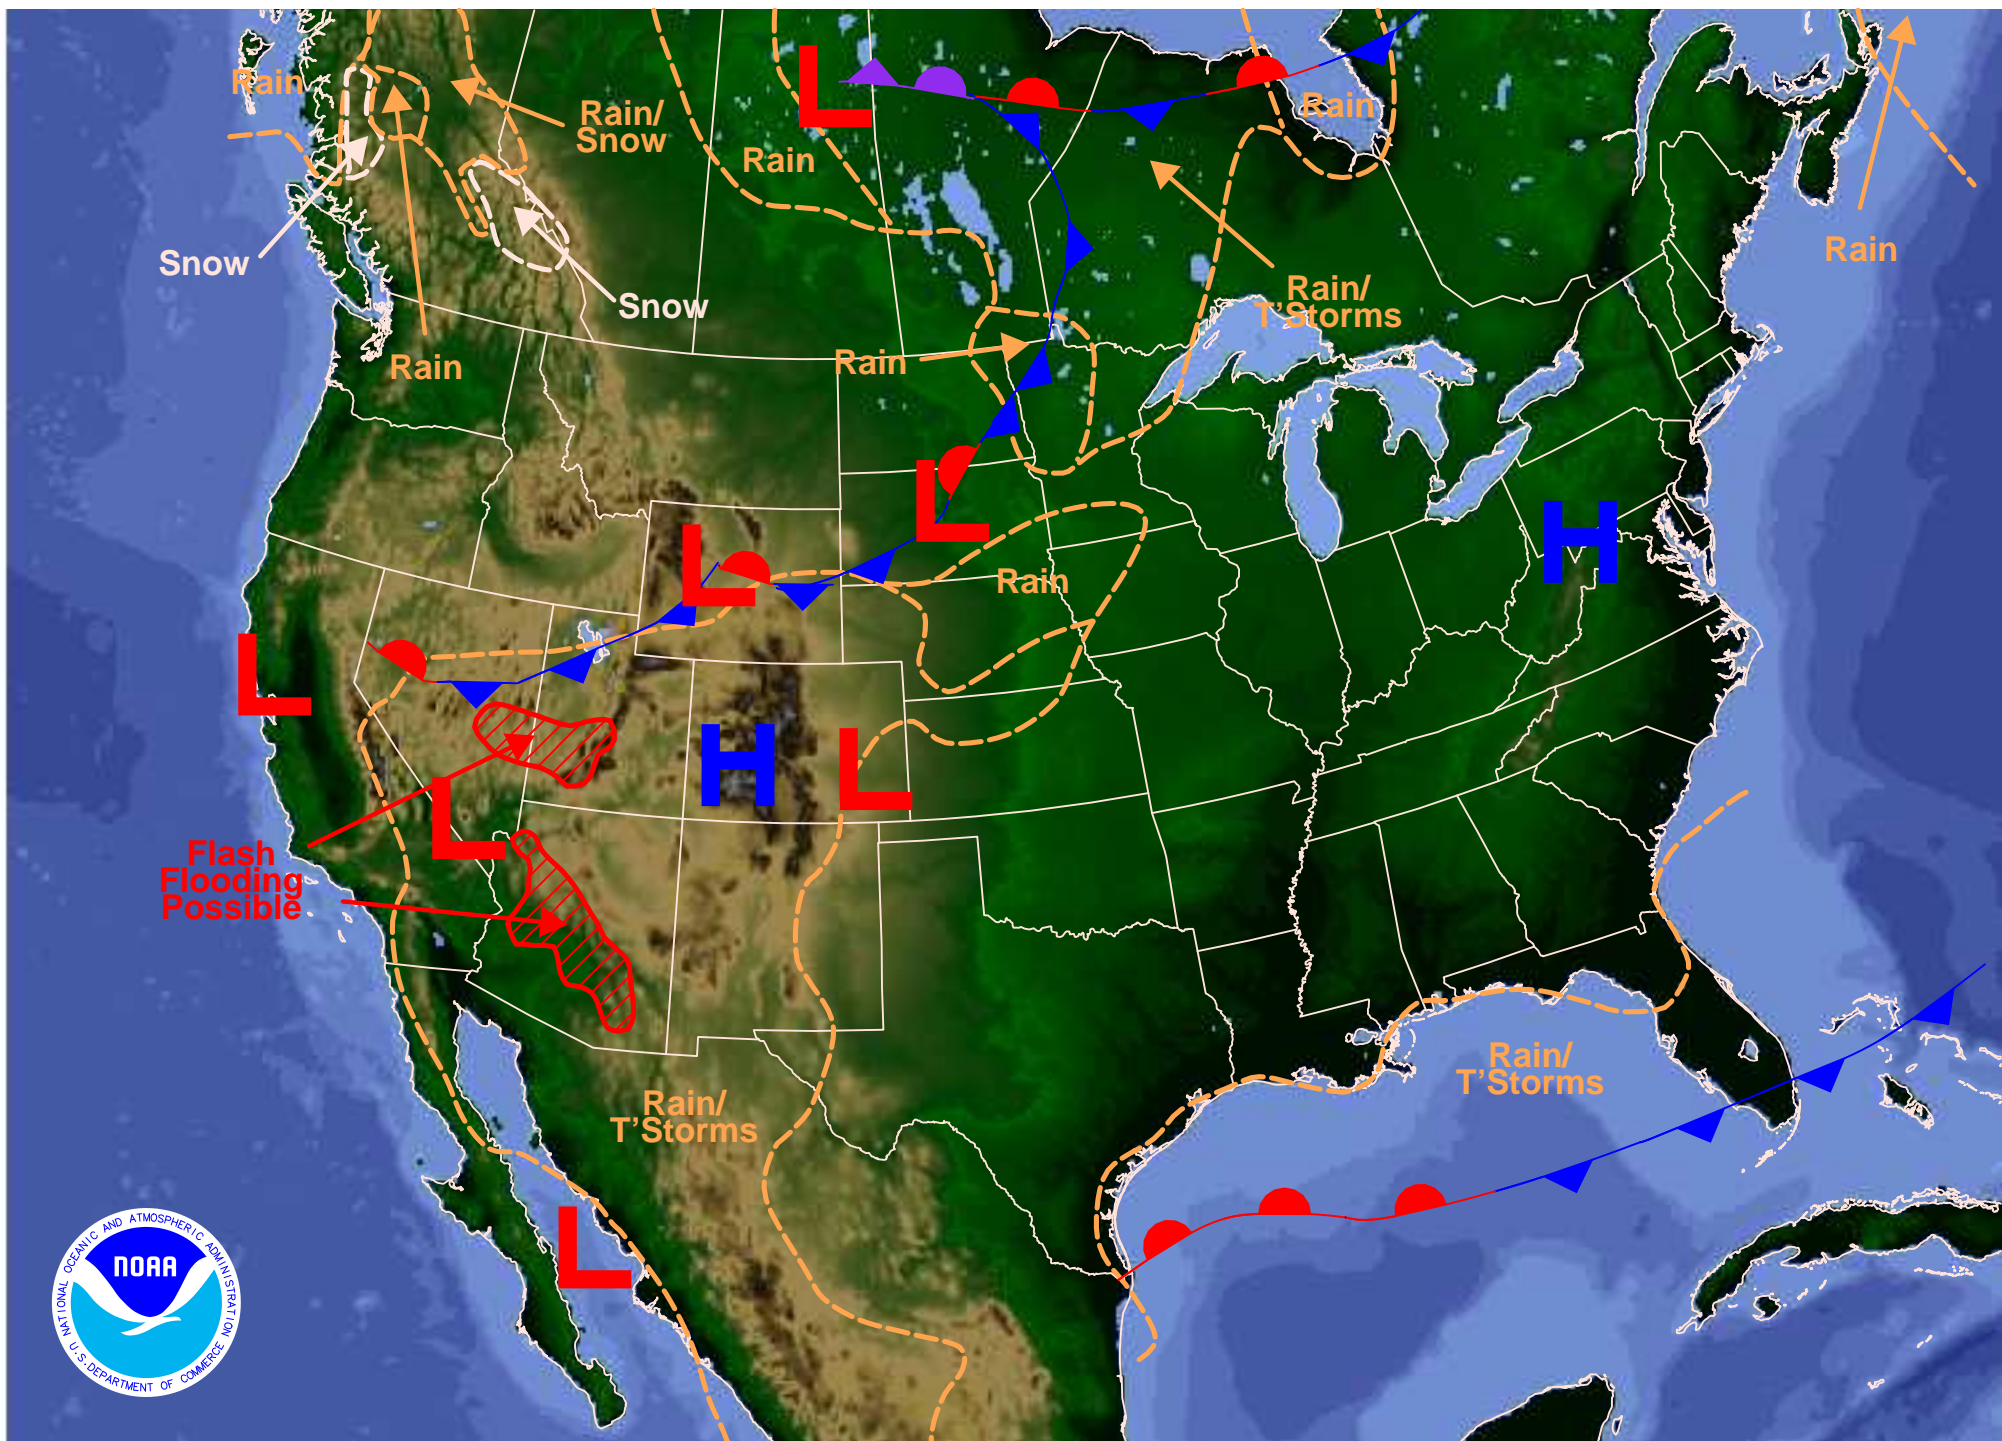 Rain
Rain/
Snow
Rain
Rain
Snow
Snow
Rain
Rain/
T'Storms
Rain
Rain
Rain
L
L
L
L
L
L
L
H
H
Flash
Flooding
Possible
Rain/
T'Storms
Rain/
T'Storms
NATIONAL OCEANIC AND ATMOSPHERIC ADMINISTRATION
NOAA
U.S. DEPARTMENT OF COMMERCE